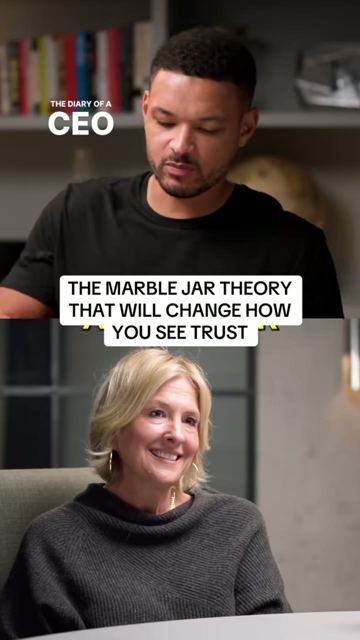 THE DIARY OF A
CEO
THE MARBLE JAR THEORY
THAT WILL CHANGE HOW
YOU SEE TRUST